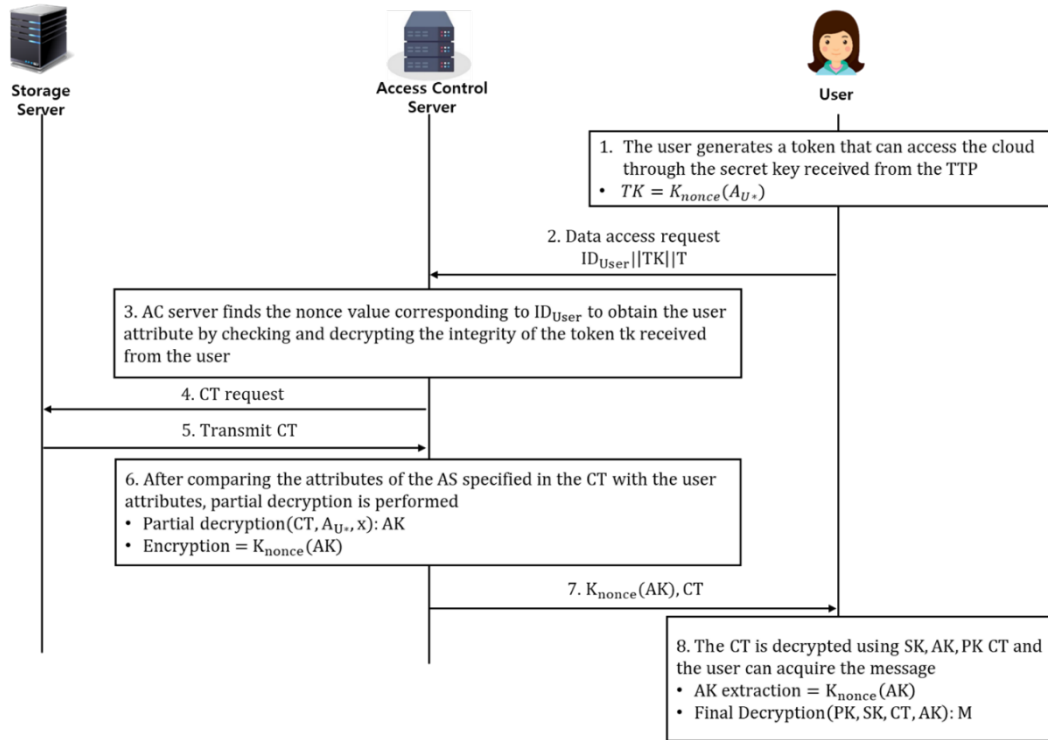 Storage
Server
Access Control
Server
User
1. The user generates a token that can access the cloud
through the secret key received from the TTP
• TK = K_nonce(A_U*)
2. Data access request
ID_User||TK||T
3. AC server finds the nonce value corresponding to ID_User to obtain the user
attribute by checking and decrypting the integrity of the token tk received
from the user
4. CT request
5. Transmit CT
6. After comparing the attributes of the AS specified in the CT with the user
attributes, partial decryption is performed
• Partial decryption(CT, A_U*, x): AK
• Encryption = K_nonce(AK)
7. K_nonce(AK), CT
8. The CT is decrypted using SK, AK, PK CT and
the user can acquire the message
• AK extraction = K_nonce(AK)
• Final Decryption(PK, SK, CT, AK): M